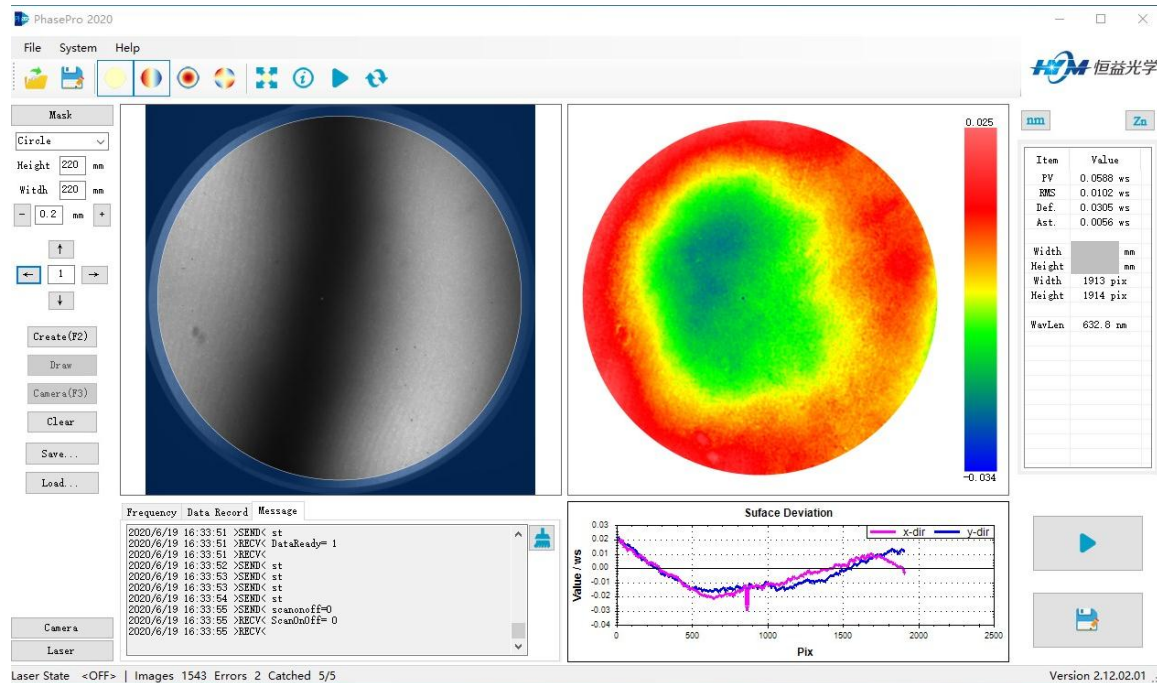 PhasePro 2020
File System Help
HYM 恒益光学
Mask
Circle
Height 220 mm
Witdh 220 mm
- 0.2 mm +
↑
← 1 →
↓
Create(F2)
Draw
Camera(F3)
Clear
Save...
Load...
Camera
Laser
0.025
-0.034
nm Zn
Item Value
PV 0.0588 ws
RMS 0.0102 ws
Def. 0.0305 ws
Ast. 0.0056 ws
Width mm
Height mm
Width 1913 pix
Height 1914 pix
WavLen 632.8 nm
Frequency Data Record Message
2020/6/19 16:33:51 >SEND< st
2020/6/19 16:33:51 >RECV< DataReady= 1
2020/6/19 16:33:51 >RECV<
2020/6/19 16:33:52 >SEND< st
2020/6/19 16:33:53 >SEND< st
2020/6/19 16:33:53 >SEND< st
2020/6/19 16:33:54 >SEND< st
2020/6/19 16:33:55 >SEND< scanonoff=0
2020/6/19 16:33:55 >RECV< ScanOnOff= 0
2020/6/19 16:33:55 >RECV<
Suface Deviation
x-dir y-dir
Value / ws
0.03
0.02
0.01
0.00
-0.01
-0.02
-0.03
-0.04
0 500 1000 1500 2000 2500
Pix
Laser State <OFF> | Images 1543 Errors 2 Catched 5/5
Version 2.12.02.01